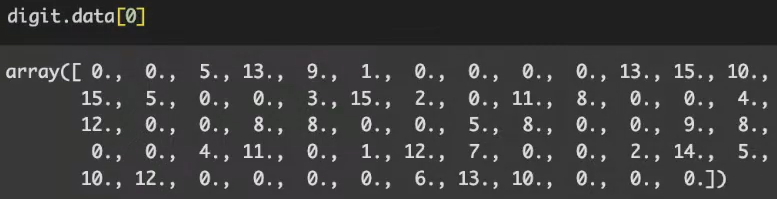 digit.data[0]
array([ 0., 0., 5., 13., 9., 1., 0., 0., 0., 0., 13., 15., 10.,
15., 5., 0., 0., 3., 15., 2., 0., 11., 8., 0., 0., 4.,
12., 0., 0., 8., 8., 0., 0., 5., 8., 0., 0., 9., 8.,
0., 0., 4., 11., 0., 1., 12., 7., 0., 0., 2., 14., 5.,
10., 12., 0., 0., 0., 0., 6., 13., 10., 0., 0., 0.])